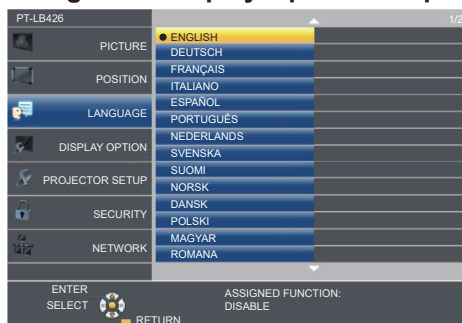 PT-LB426
1/2
PICTURE
POSITION
LANGUAGE
DISPLAY OPTION
PROJECTOR SETUP
SECURITY
NETWORK
ENGLISH
DEUTSCH
FRANÇAIS
ITALIANO
ESPAÑOL
PORTUGUÊS
NEDERLANDS
SVENSKA
SUOMI
NORSK
DANSK
POLSKI
MAGYAR
ROMANA
ENTER
SELECT
RETURN
ASSIGNED FUNCTION:
DISABLE